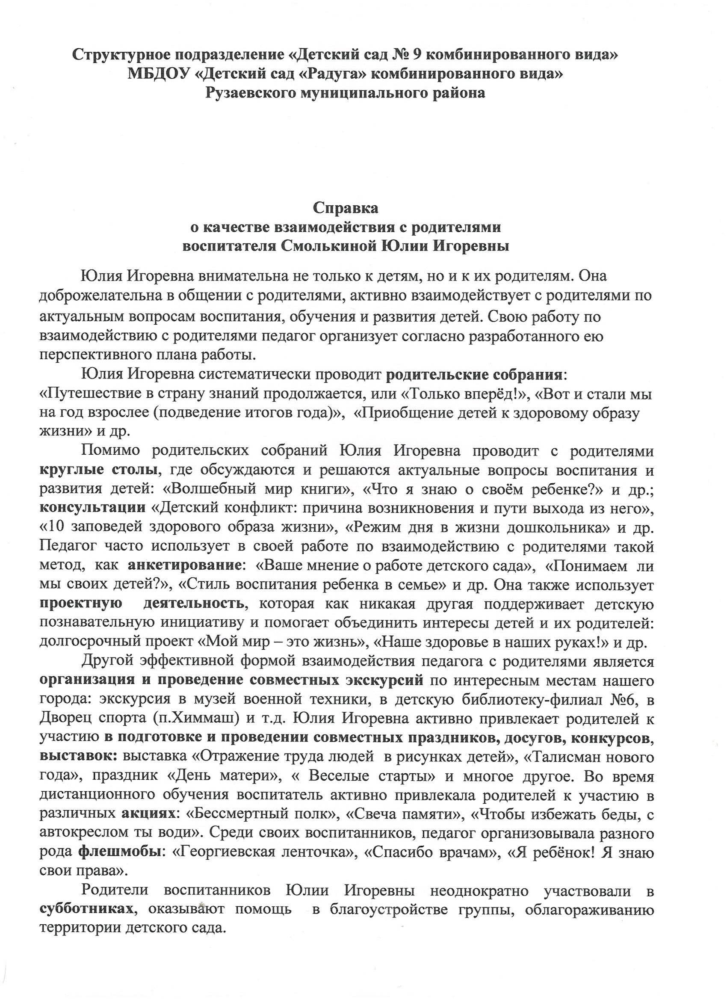 Структурное подразделение «Детский сад № 9 комбинированного вида»
МБДОУ «Детский сад «Радуга» комбинированного вида»
Рузаевского муниципального района
Справка
о качестве взаимодействия с родителями
воспитателя Смолькиной Юлии Игоревны
Юлия Игоревна внимательна не только к детям, но и к их родителям. Она
доброжелательна в общении с родителями, активно взаимодействует с родителями по
актуальным вопросам воспитания, обучения и развития детей. Свою работу по
взаимодействию с родителями педагог организует согласно разработанного ею
перспективного плана работы.
Юлия Игоревна систематически проводит родительские собрания:
«Путешествие в страну знаний продолжается, или «Только вперёд!», «Вот и стали мы
на год взрослее (подведение итогов года)», «Приобщение детей к здоровому образу
жизни» и др.
Помимо родительских собраний Юлия Игоревна проводит с родителями
круглые столы, где обсуждаются и решаются актуальные вопросы воспитания и
развития детей: «Волшебный мир книги», «Что я знаю о своём ребенке?» и др.;
консультации «Детский конфликт: причина возникновения и пути выхода из него»,
«10 заповедей здорового образа жизни», «Режим дня в жизни дошкольника» и др.
Педагог часто использует в своей работе по взаимодействию с родителями такой
метод, как анкетирование: «Ваше мнение о работе детского сада», «Понимаем ли
мы своих детей?», «Стиль воспитания ребенка в семье» и др. Она также использует
проектную деятельность, которая как никакая другая поддерживает детскую
познавательную инициативу и помогает объединить интересы детей и их родителей:
долгосрочный проект «Мой мир – это жизнь», «Наше здоровье в наших руках!» и др.
Другой эффективной формой взаимодействия педагога с родителями является
организация и проведение совместных экскурсий по интересным местам нашего
города: экскурсия в музей военной техники, в детскую библиотеку-филиал №6, в
Дворец спорта (п.Химмаш) и т.д. Юлия Игоревна активно привлекает родителей к
участию в подготовке и проведении совместных праздников, досугов, конкурсов,
выставок: выставка «Отражение труда людей в рисунках детей», «Талисман нового
года», праздник «День матери», « Веселые старты» и многое другое. Во время
дистанционного обучения воспитатель активно привлекала родителей к участию в
различных акциях: «Бессмертный полк», «Свеча памяти», «Чтобы избежать беды, с
автокреслом ты води». Среди своих воспитанников, педагог организовывала разного
рода флешмобы: «Георгиевская ленточка», «Спасибо врачам», «Я ребёнок! Я знаю
свои права».
Родители воспитанников Юлии Игоревны неоднократно участвовали в
субботниках, оказывают помощь в благоустройстве группы, облагораживанию
территории детского сада.